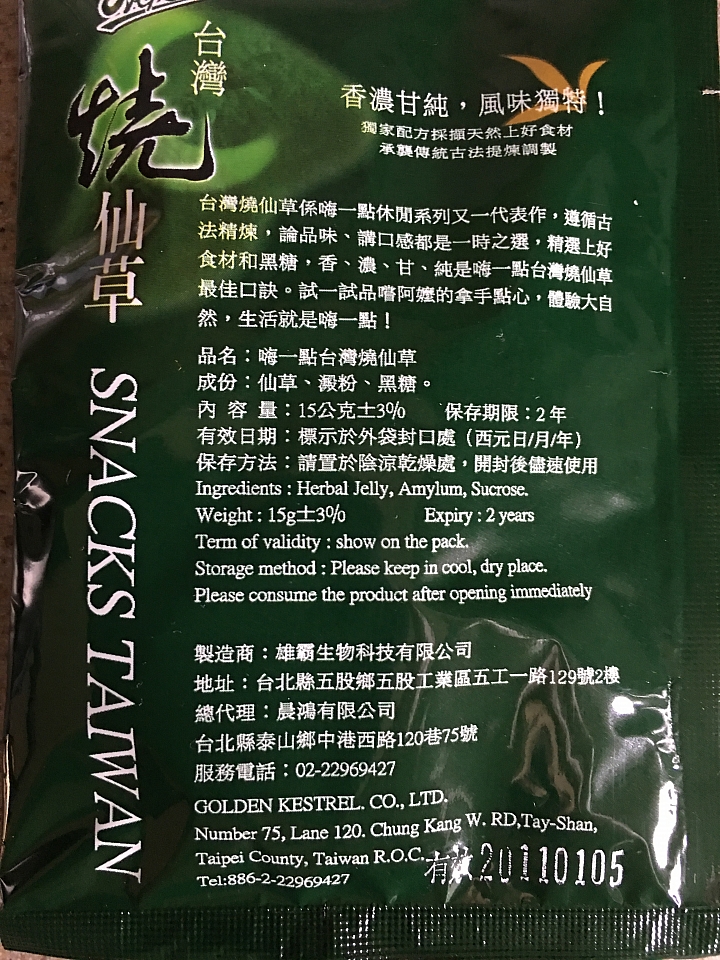 台灣
燒
仙草
SNACKS TAIWAN
香濃甘純，風味獨特！
獨家配方採擷天然上好食材
承襲傳統古法提煉調製
台灣燒仙草係嗨一點休閒系列又一代表作，遵循古
法精煉，論品味、講口感都是一時之選，精選上好
食材和黑糖，香、濃、甘、純是嗨一點台灣燒仙草
最佳口訣。試一試品嚐阿嬤的拿手點心，體驗大自
然，生活就是嗨一點！
品名：嗨一點台灣燒仙草
成份：仙草、澱粉、黑糖。
內 容 量：15公克±3% 保存期限：2年
有效日期：標示於外袋封口處（西元日/月/年）
保存方法：請置於陰涼乾燥處，開封後儘速使用
Ingredients : Herbal Jelly, Amylum, Sucrose.
Weight : 15g±3% Expiry : 2 years
Term of validity : show on the pack.
Storage method : Please keep in cool, dry place.
Please consume the product after opening immediately
製造商：雄霸生物科技有限公司
地址：台北縣五股鄉五股工業區五工一路129號2樓
總代理：晨鴻有限公司
台北縣泰山鄉中港西路120巷75號
服務電話：02-22969427
GOLDEN KESTREL. CO., LTD.
Number 75, Lane 120. Chung Kang W. RD,Tay-Shan,
Taipei County, Taiwan R.O.C.
Tel:886-2-22969427
有效20110105